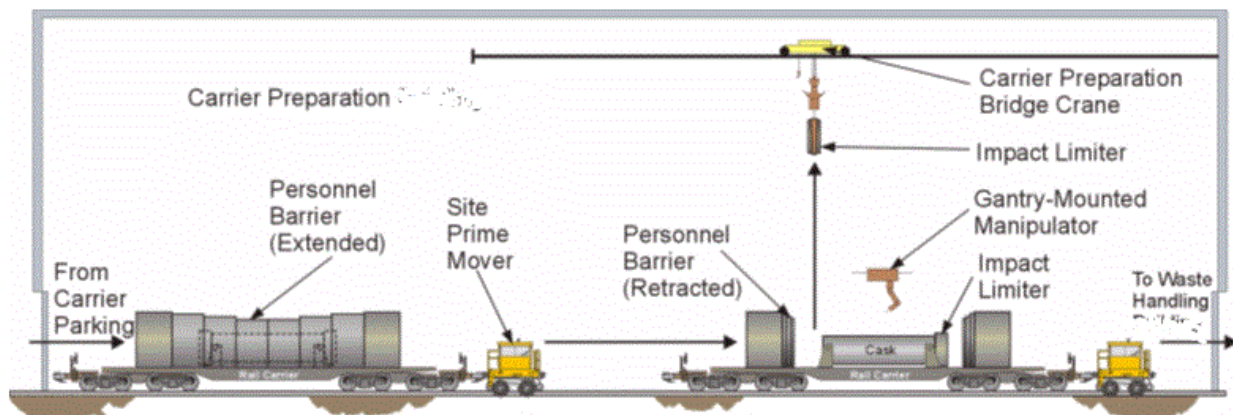 Carrier Preparation
Carrier Preparation
Bridge Crane
Impact Limiter
Personnel
Barrier
(Extended)
Site
Prime
Mover
Personnel
Barrier
(Retracted)
Gantry-Mounted
Manipulator
Impact
Limiter
From
Carrier
Parking
To Waste
Handling
Cask
Rail Carrier
Rail Carrier